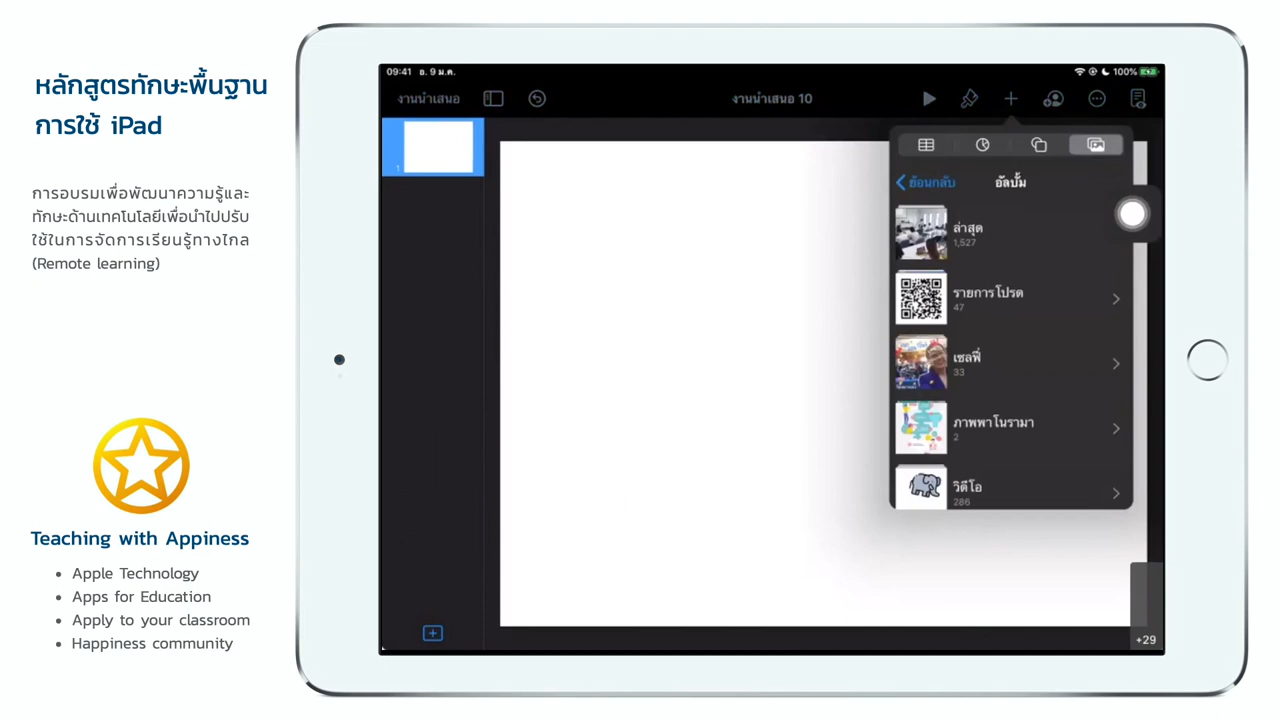 หลักสูตรทักษะพื้นฐาน
การใช้ iPad
การอบรมเพื่อพัฒนาความรู้และ
ทักษะด้านเทคโนโลยีเพื่อนำไปปรับ
ใช้ในการจัดการเรียนรู้ทางไกล
(Remote learning)
Teaching with Appiness
• Apple Technology
• Apps for Education
• Apply to your classroom
• Happiness community
09:41 อ. 9 ม.ค.
100%
งานนำเสนอ
งานนำเสนอ 10
1
ย้อนกลับ
อัลบั้ม
ล่าสุด
1,527
รายการโปรด
47
เซลฟี่
33
ภาพพาโนรามา
2
วิดีโอ
286
+29